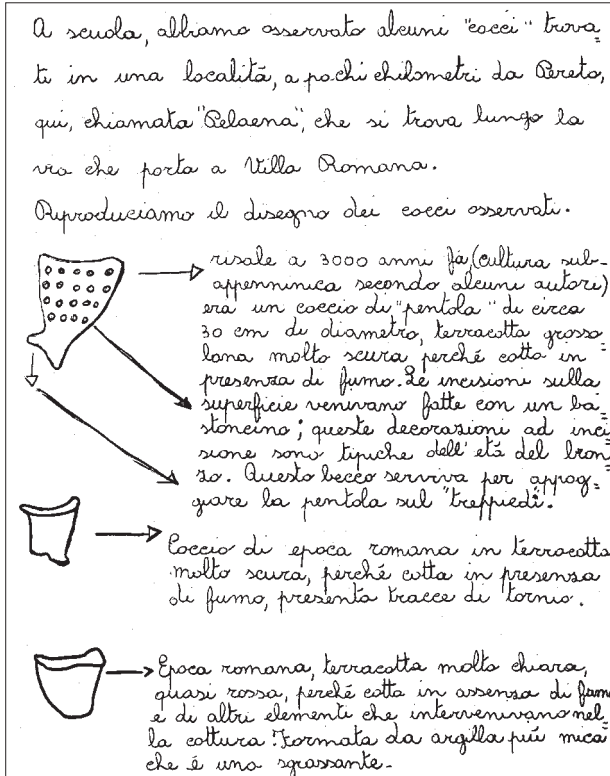 A scuola, abbiamo osservato alcuni "cocci" trova=
ti in una località, a pochi chilometri da Pereto,
qui, chiamata "Pelaena", che si trova lungo la
via che porta a Villa Romana.
Riproduciamo il disegno dei cocci osservati.
risale a 3000 anni fà, (cultura sub-
appenninica secondo alcuni autori)
era un coccio di "pentola" di circa
30 cm di diametro, terracotta grosso
lana molto scura perché cotta in
presenza di fumo. Le incisioni sulla
superficie venivano fatte con un ba=
stoncino; queste decorazioni ad inci=
sione sono tipiche dell'età del bron=
zo. Questo becco serviva per appog=
giare la pentola sul "treppiedi".
Coccio di epoca romana in terracotta
molto scura, perché cotta in presenza
di fumo, presenta tracce di tornio.
Epoca romana, terracotta molto chiara,
quasi rossa, perché cotta in assenza di fumo
e di altri elementi che intervenivano nel=
la cottura. Formata da argilla più mica
che é uno sgrassante.